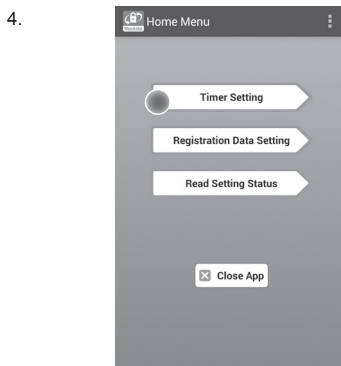 4.
Home Menu
Timer Setting
Registration Data Setting
Read Setting Status
Close App